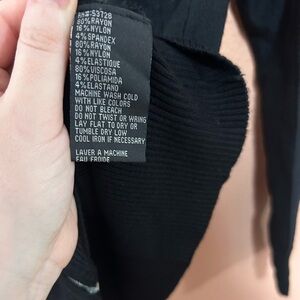 RN#:53728
80%RAYON
16%NYLON
4%SPANDEX
80%RAYON
16%NYLON
4%ELASTIQUE
80%VISCOSA
16%POLIAMIDA
4%ELASTANO
MACHINE WASH COLD
WITH LIKE COLORS
DO NOT BLEACH
DO NOT TWIST OR WRING
LAY FLAT TO DRY OR
TUMBLE DRY LOW
COOL IRON IF NECESSARY
LAVER A MACHINE
EAU FROIDE